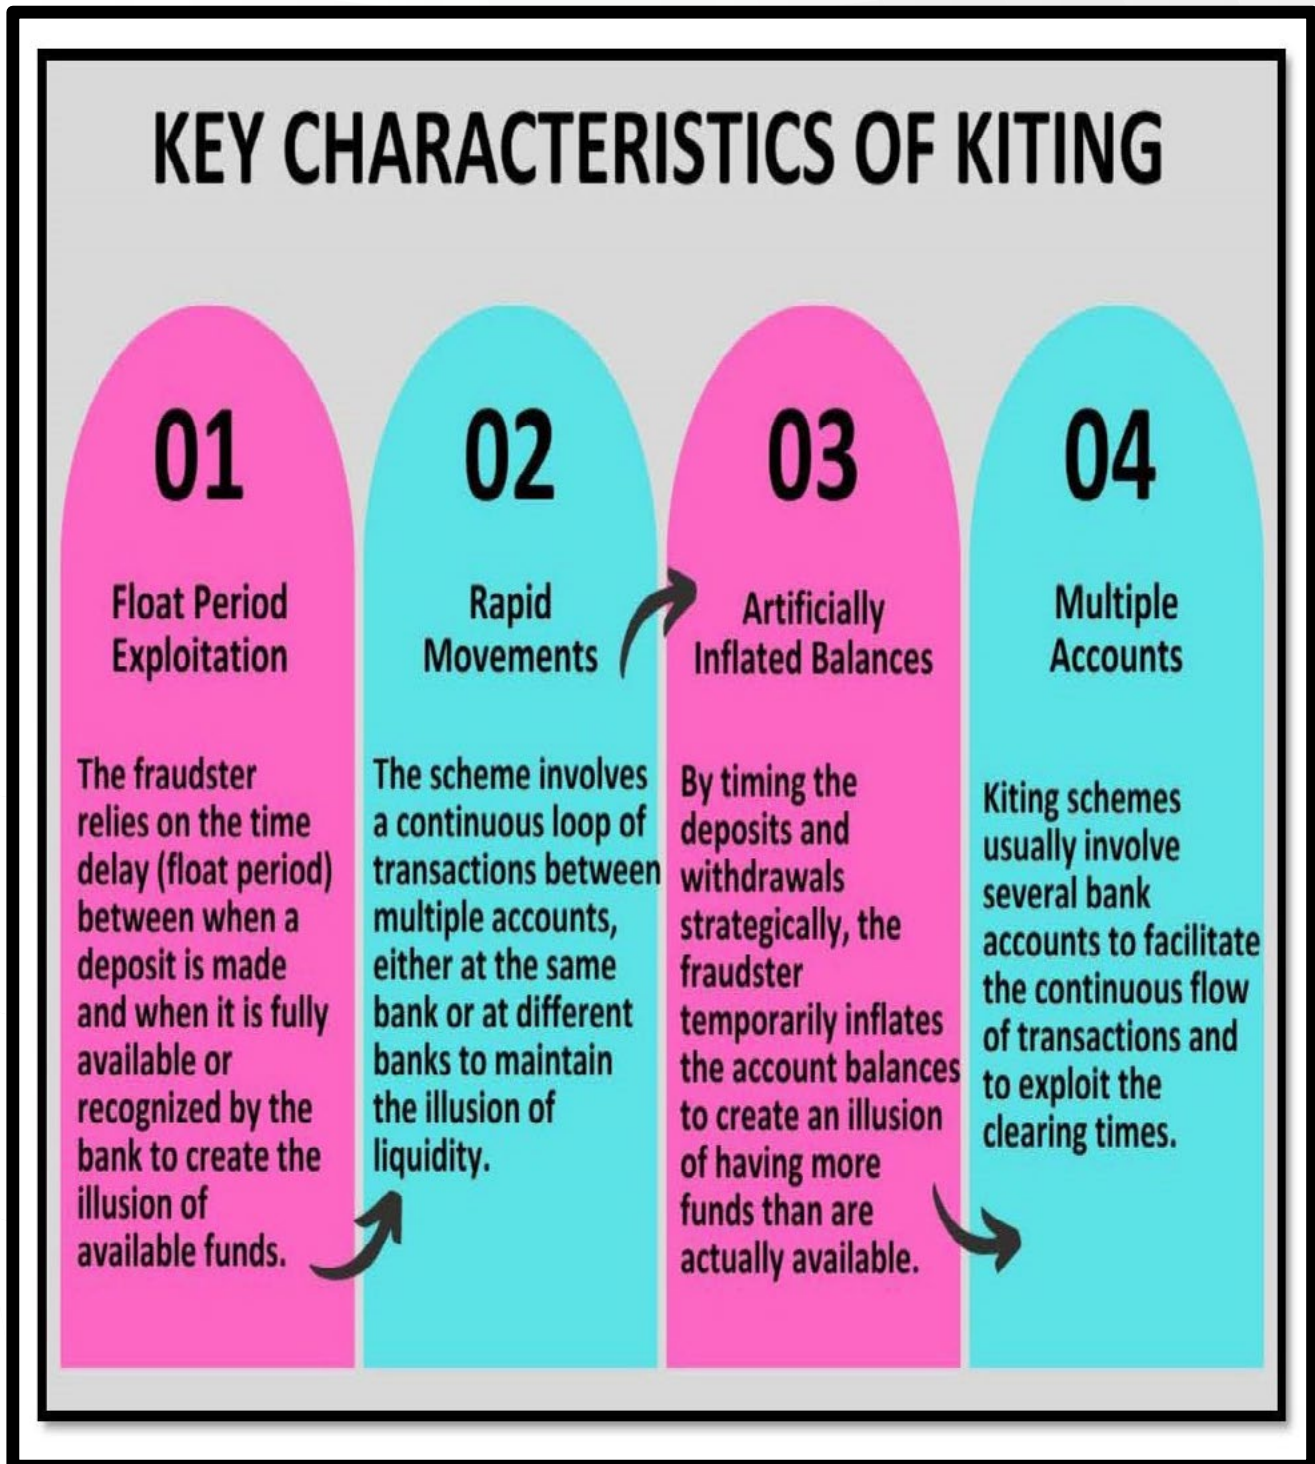 KEY CHARACTERISTICS OF KITING
01
Float Period
Exploitation
The fraudster
relies on the time
delay (float period)
between when a
deposit is made
and when it is fully
available or
recognized by the
bank to create the
illusion of
available funds.
02
Rapid
Movements
The scheme involves
a continuous loop of
transactions between
multiple accounts,
either at the same
bank or at different
banks to maintain
the illusion of
liquidity.
03
Artificially
Inflated Balances
By timing the
deposits and
withdrawals
strategically, the
fraudster
temporarily inflates
the account balances
to create an illusion
of having more
funds than are
actually available.
04
Multiple
Accounts
Kiting schemes
usually involve
several bank
accounts to facilitate
the continuous flow
of transactions and
to exploit the
clearing times.